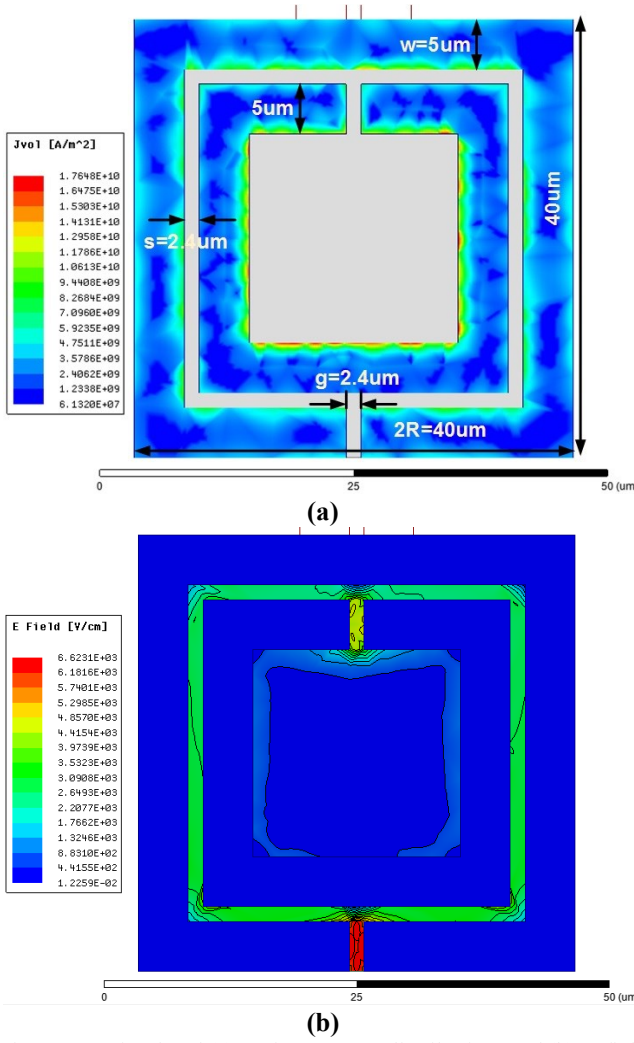 w=5um
5um
Jvol [A/m^2]
1.7648E+10
1.6475E+10
1.5303E+10
1.4131E+10
1.2958E+10
1.1786E+10
1.0613E+10
9.4408E+09
8.2684E+09
7.0960E+09
5.9235E+09
4.7511E+09
3.5786E+09
2.4062E+09
1.2338E+09
6.1320E+07
40um
s=2.4um
g=2.4um
2R=40um
0 25 50 (um
(a)
E Field [V/cm]
6.6231E+03
6.1816E+03
5.7401E+03
5.2985E+03
4.8570E+03
4.4154E+03
3.9739E+03
3.5323E+03
3.0908E+03
2.6493E+03
2.2077E+03
1.7662E+03
1.3246E+03
8.8310E+02
4.4155E+02
1.2259E-02
0 25 50 (um
(b)